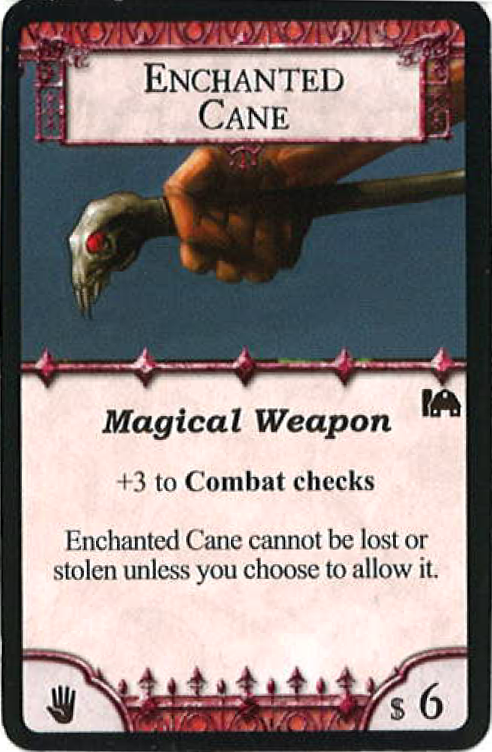 ENCHANTED
CANE
Magical Weapon
+3 to Combat checks
Enchanted Cane cannot be lost or
stolen unless you choose to allow it.
$ 6